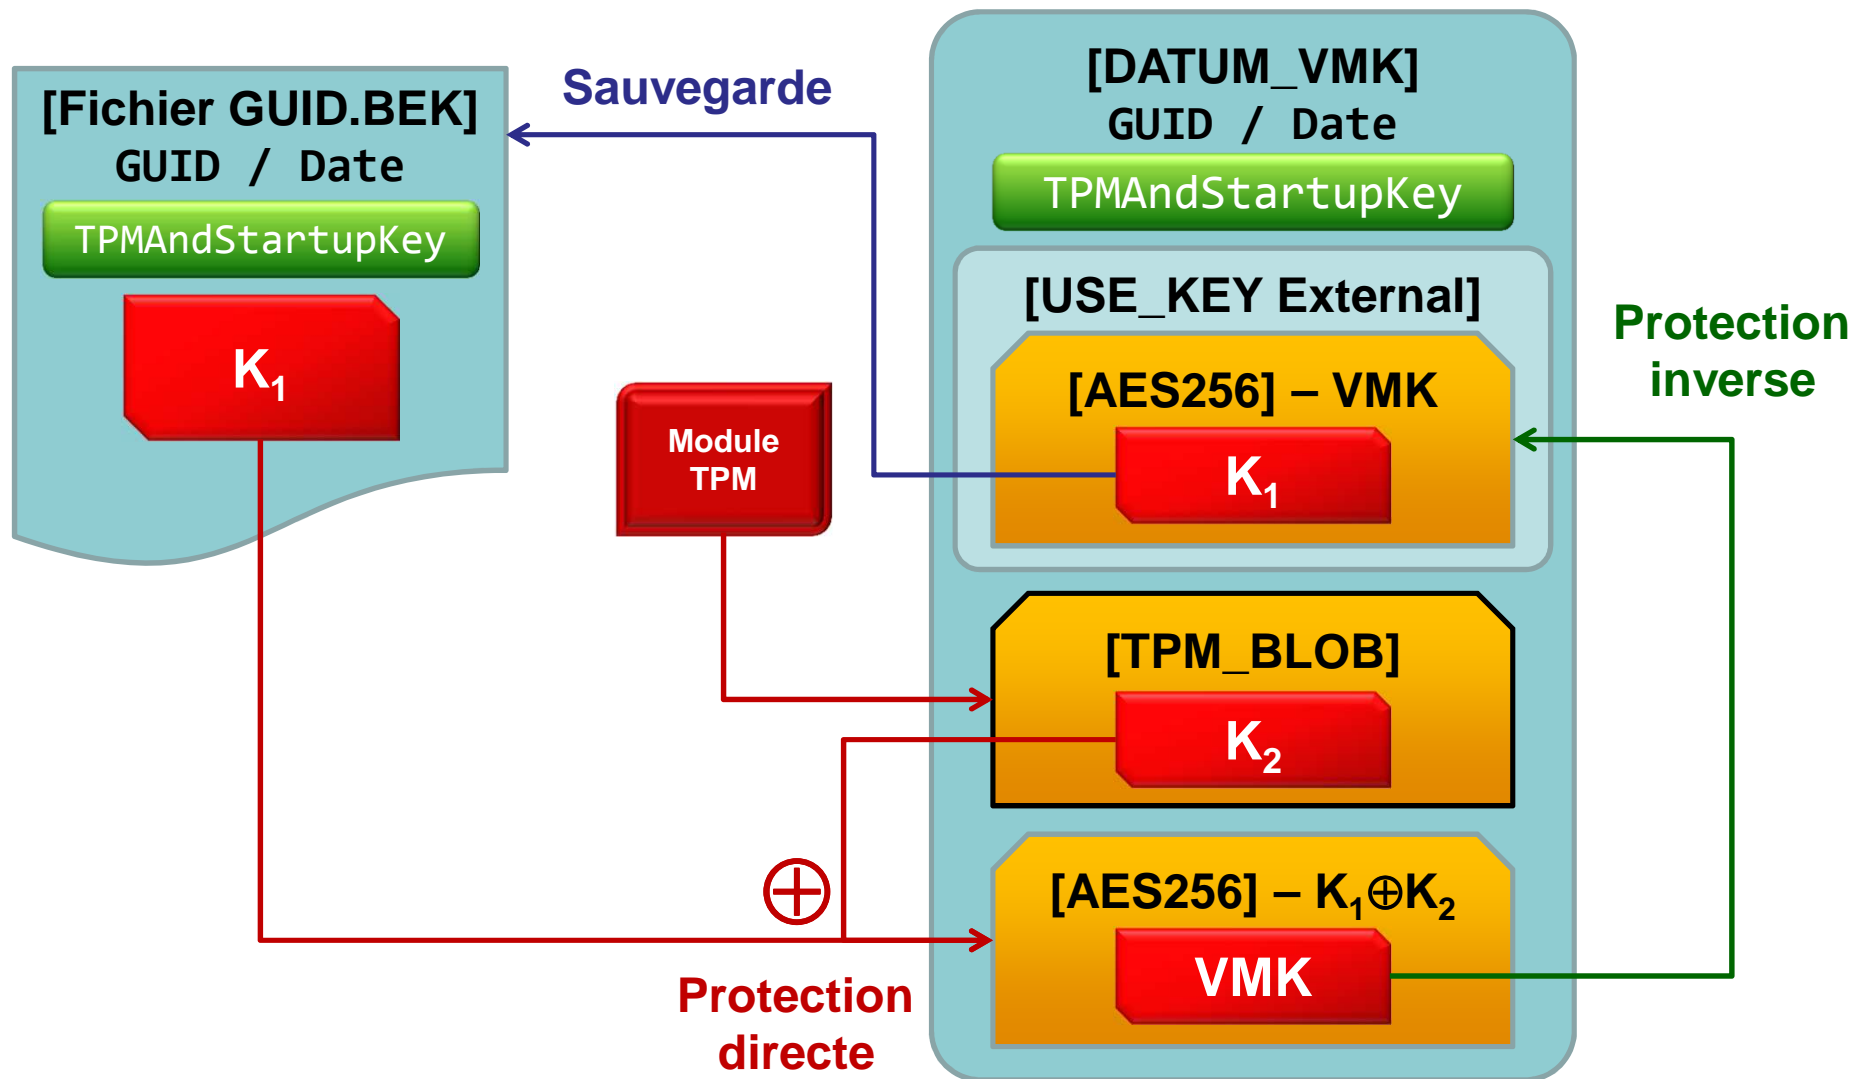 [Fichier GUID.BEK]
GUID / Date
TPMAndStartupKey
K₁
Sauvegarde
Module
TPM
[DATUM_VMK]
GUID / Date
TPMAndStartupKey
[USE_KEY External]
[AES256] – VMK
K₁
[TPM_BLOB]
K₂
[AES256] – K₁⊕K₂
VMK
Protection
inverse
⊕
Protection
directe